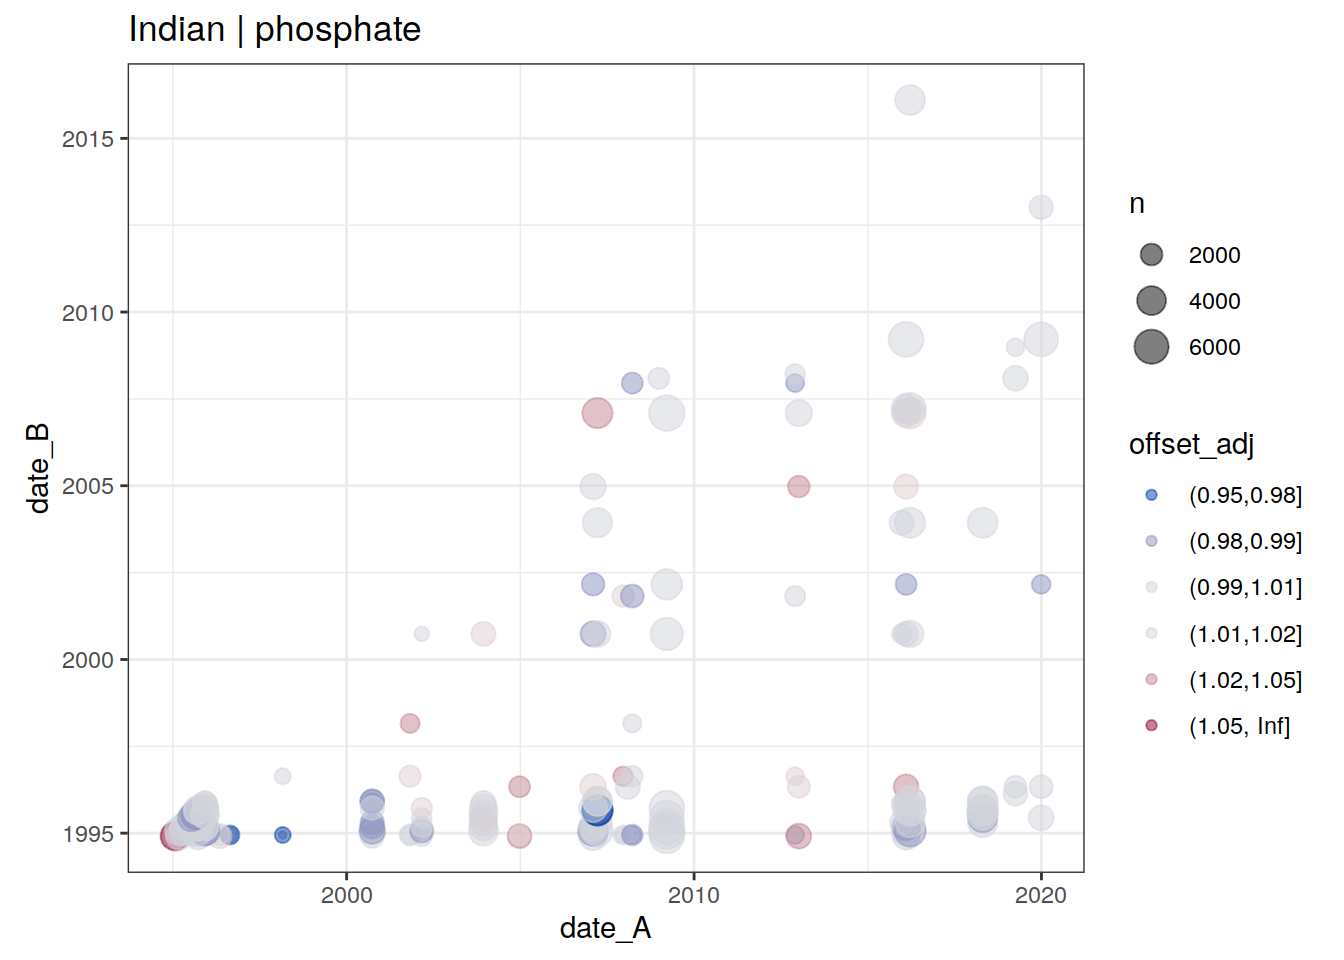 Indian | phosphate
2015
2010
2005
2000
1995
date_B
2000
2010
2020
date_A
n
2000
4000
6000
offset_adj
(0.95,0.98]
(0.98,0.99]
(0.99,1.01]
(1.01,1.02]
(1.02,1.05]
(1.05, Inf]